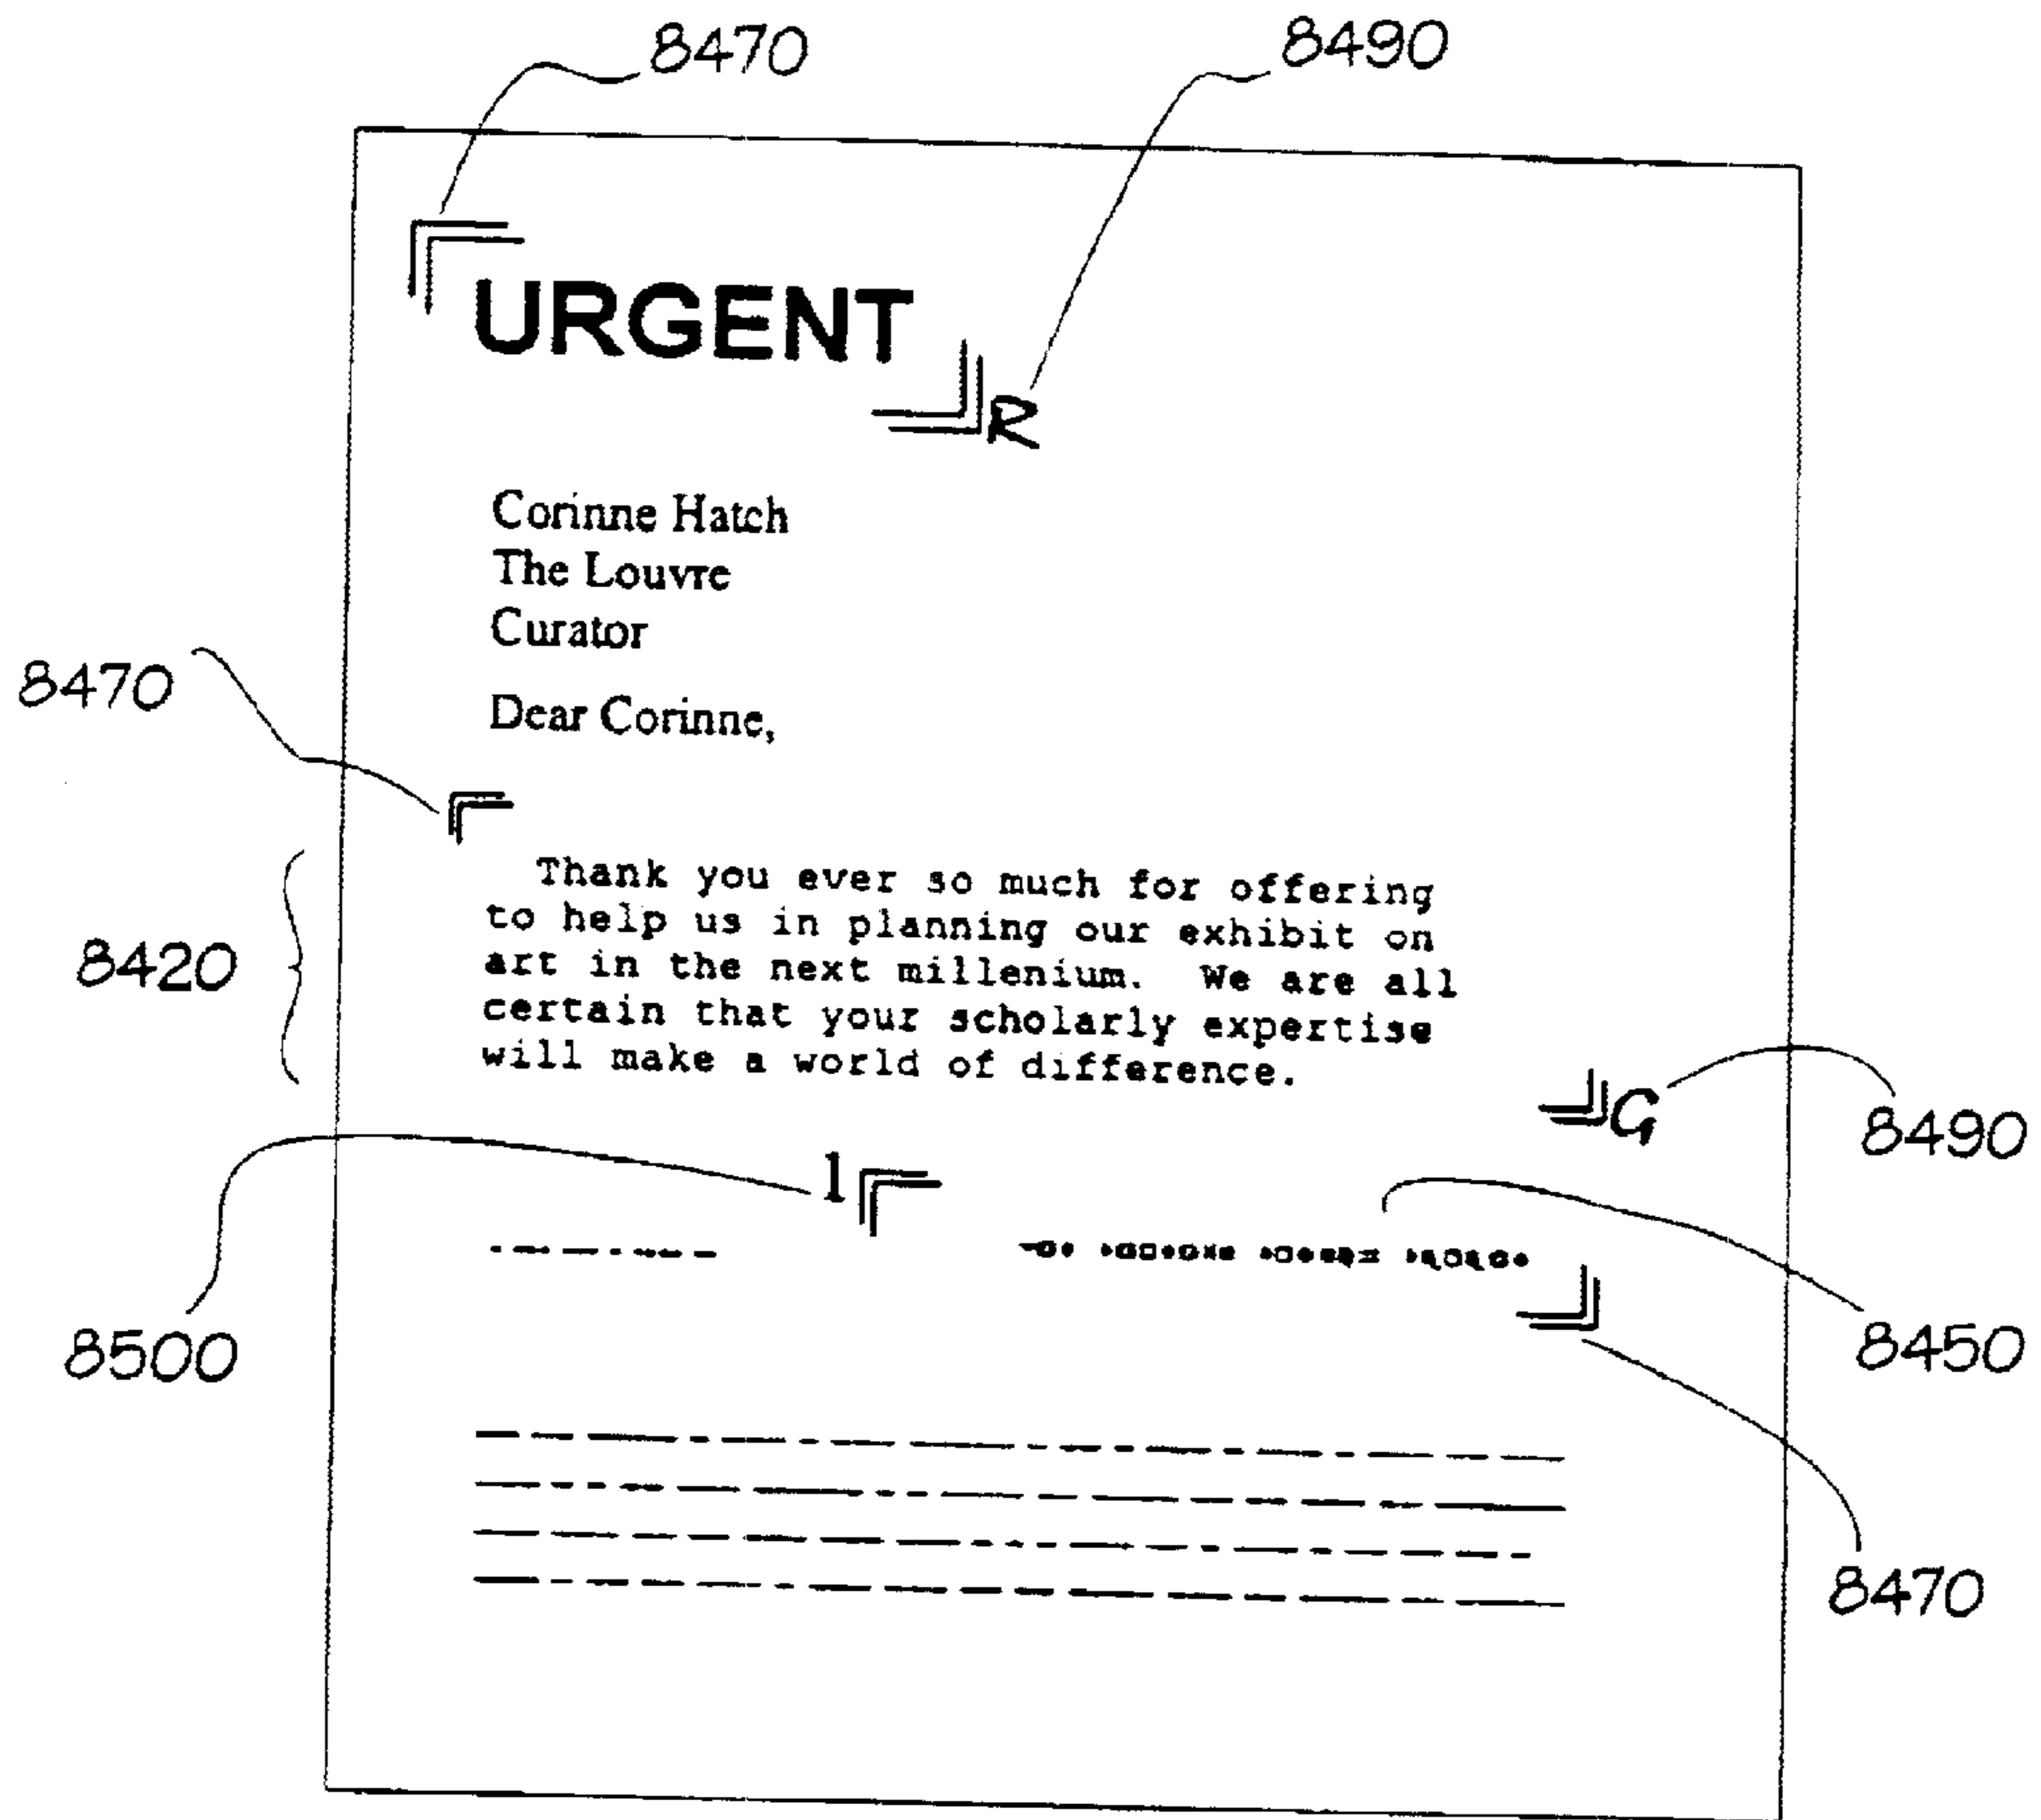 8470
8490
URGENT
R
Corinne Hatch
The Louvre
Curator
8470
Dear Corinne,
Thank you ever so much for offering
to help us in planning our exhibit on
8420
art in the next millenium. We are all
certain that your scholarly expertise
will make a world of difference.
G
8490
1
8500
8450
8470